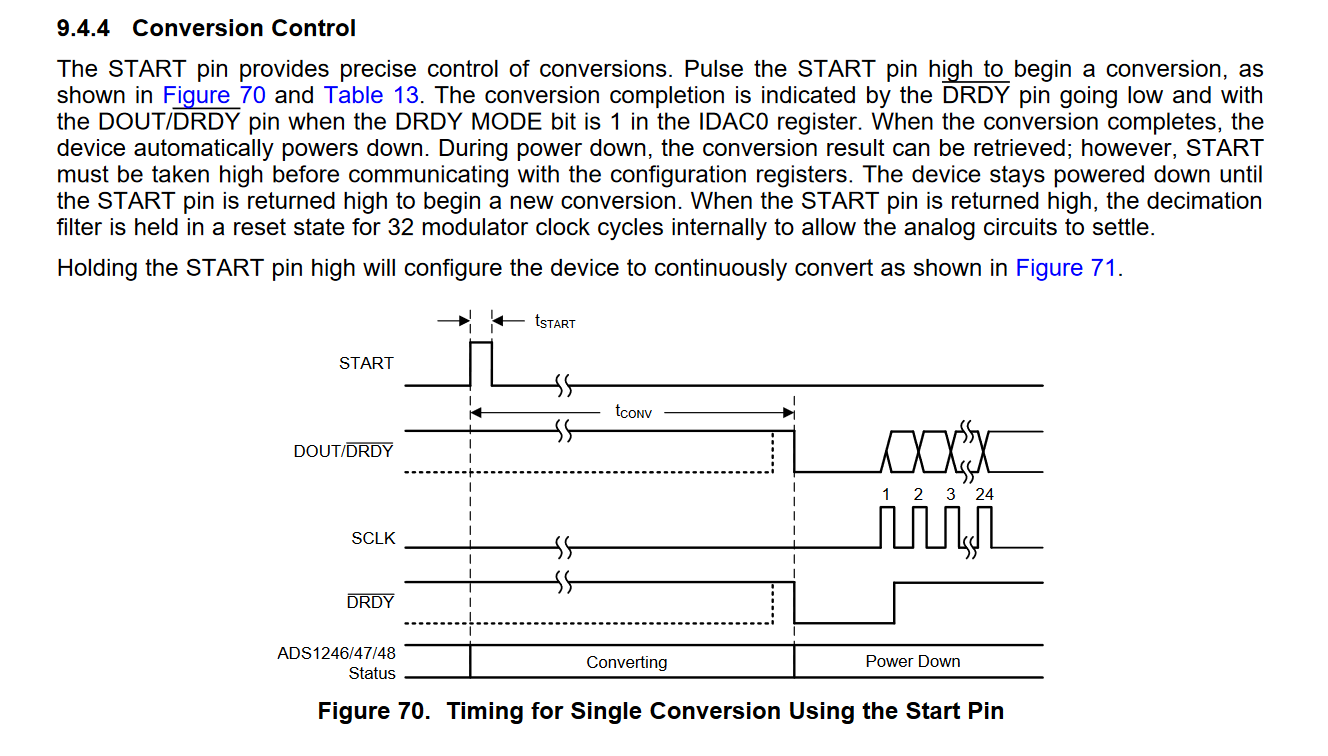 9.4.4 Conversion Control
The START pin provides precise control of conversions. Pulse the START pin high to begin a conversion, as
shown in Figure 70 and Table 13. The conversion completion is indicated by the DRDY pin going low and with
the DOUT/DRDY pin when the DRDY MODE bit is 1 in the IDAC0 register. When the conversion completes, the
device automatically powers down. During power down, the conversion result can be retrieved; however, START
must be taken high before communicating with the configuration registers. The device stays powered down until
the START pin is returned high to begin a new conversion. When the START pin is returned high, the decimation
filter is held in a reset state for 32 modulator clock cycles internally to allow the analog circuits to settle.
Holding the START pin high will configure the device to continuously convert as shown in Figure 71.
tSTART
START
tCONV
DOUT/DRDY
1 2 3 24
SCLK
DRDY
ADS1246/47/48
Status
Converting
Power Down
Figure 70. Timing for Single Conversion Using the Start Pin